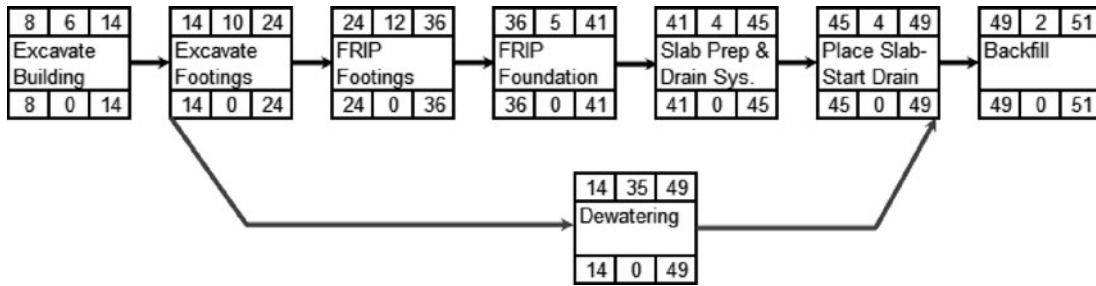 8 6 14
Excavate
Building
8 0 14
14 10 24
Excavate
Footings
14 0 24
24 12 36
FRIP
Footings
24 0 36
36 5 41
FRIP
Foundation
36 0 41
41 4 45
Slab Prep &
Drain Sys.
41 0 45
45 4 49
Place Slab-
Start Drain
45 0 49
49 2 51
Backfill
49 0 51
14 35 49
Dewatering
14 0 49